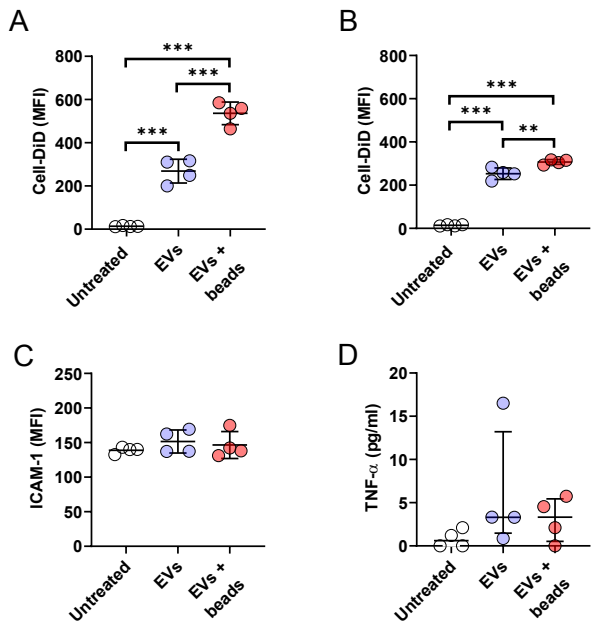 A
Cell-DiD (MFI)
800
600
400
200
0
***
***
***
Untreated
EVs
EVs +
beads
B
Cell-DiD (MFI)
800
600
400
200
0
***
***
**
Untreated
EVs
EVs +
beads
C
ICAM-1 (MFI)
250
200
150
100
50
0
Untreated
EVs
EVs +
beads
D
TNF-α (pg/ml)
20
15
10
5
0
Untreated
EVs
EVs +
beads